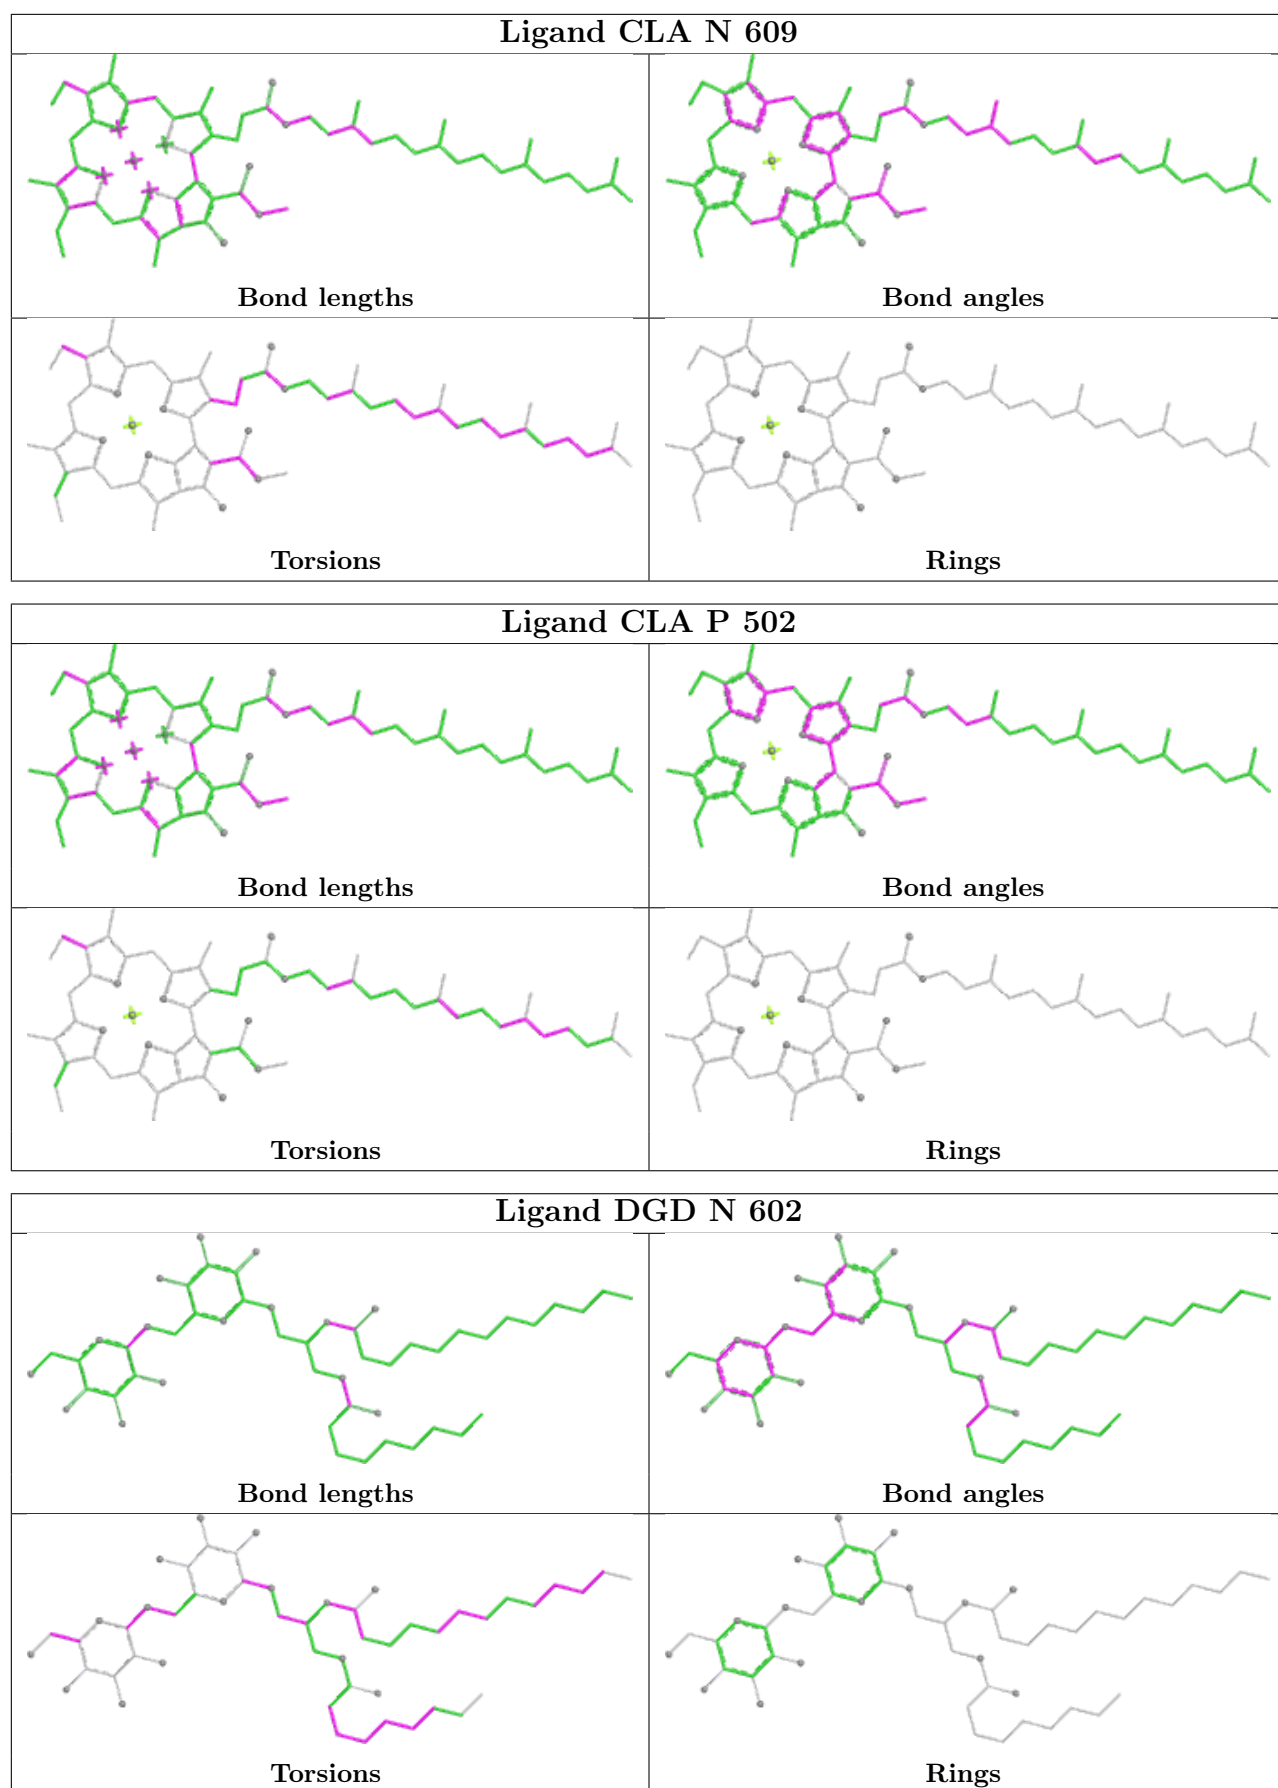 Ligand CLA N 609
Bond lengths
Bond angles
Torsions
Rings
Ligand CLA P 502
Bond lengths
Bond angles
Torsions
Rings
Ligand DGD N 602
Bond lengths
Bond angles
Torsions
Rings